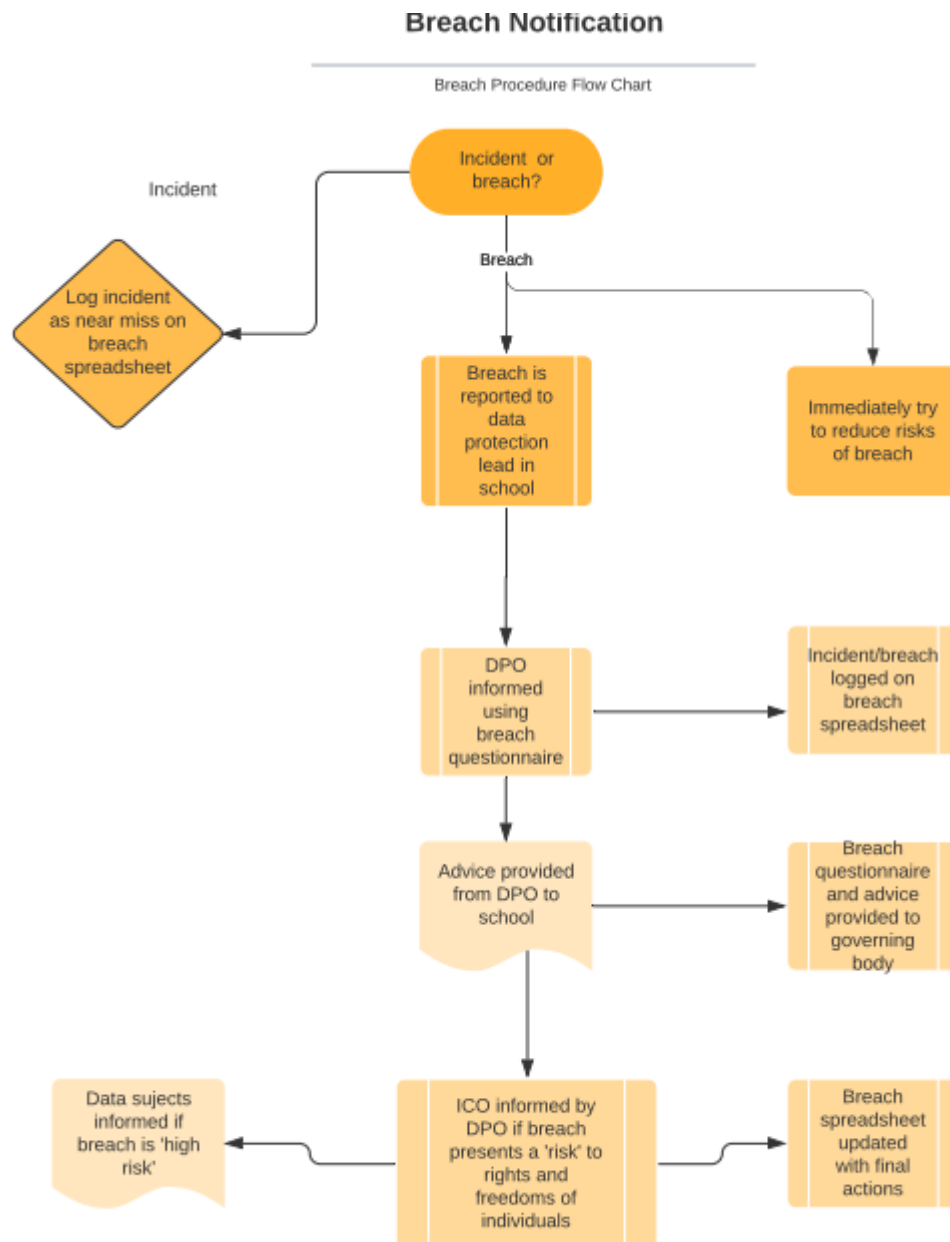 Breach Notification
Breach Procedure Flow Chart
Incident or
breach?
Incident
Breach
Log incident
as near miss on
breach
spreadsheet
Breach is
reported to
data
protection
lead in
school
Immediately try
to reduce risks
of breach
DPO
informed
using
breach
questionnaire
Incident/breach
logged on
breach
spreadsheet
Advice provided
from DPO to
school
Breach
questionnaire
and advice
provided to
governing
body
Data sujects
informed if
breach is 'high
risk'
ICO informed by
DPO if breach
presents a 'risk' to
rights and
freedoms of
individuals
Breach
spreadsheet
updated
with final
actions